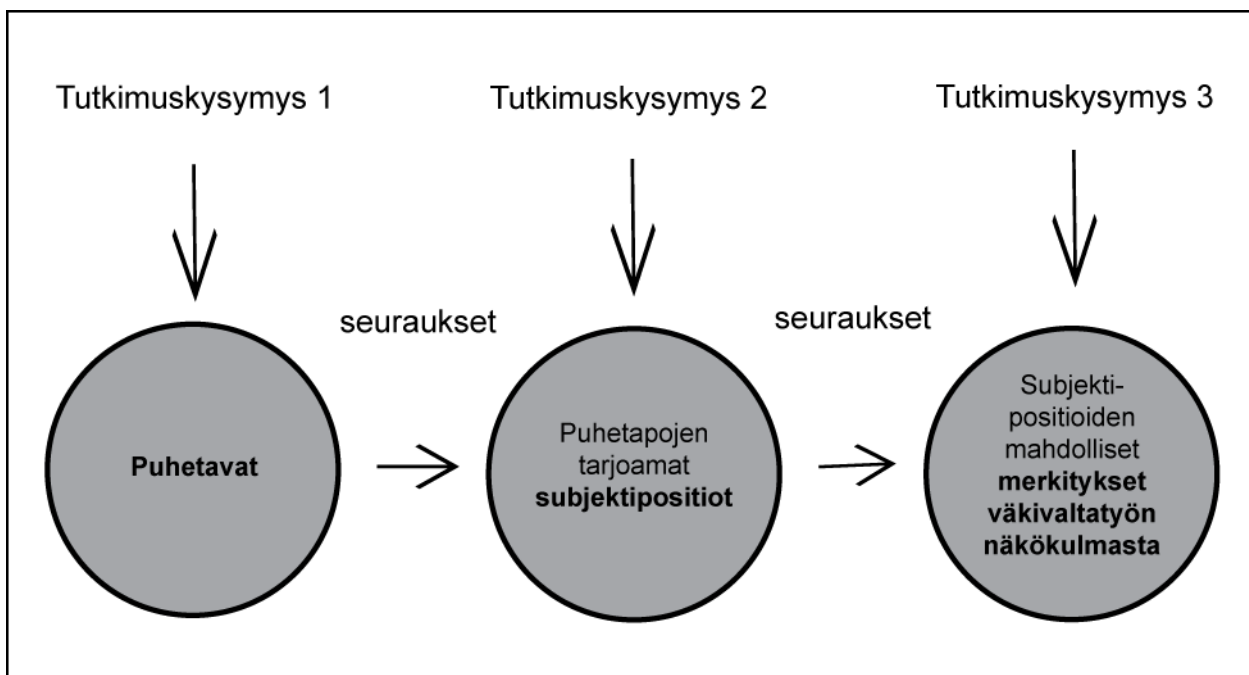 Tutkimuskysymys 1
Tutkimuskysymys 2
Tutkimuskysymys 3
seuraukset
seuraukset
Puhetavat
Puhetapojen
tarjoamat
subjektipositiot
Subjekti-
positioiden
mahdolliset
merkitykset
väkivaltatyön
näkökulmasta